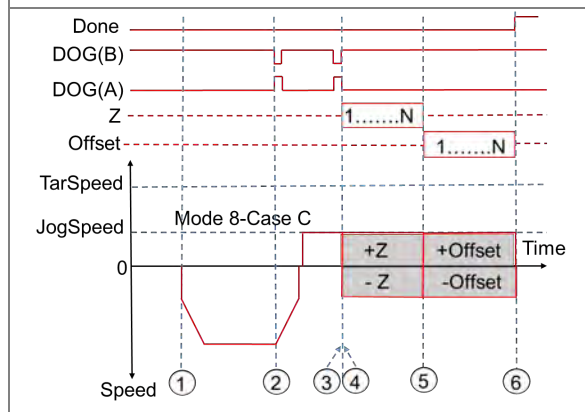 Done
DOG(B)
DOG(A)
Z
1.......N
Offset
1.......N
TarSpeed
Mode 8-Case C
JogSpeed
+Z
+Offset
Time
0
- Z
-Offset
Speed
1
2
3
4
5
6